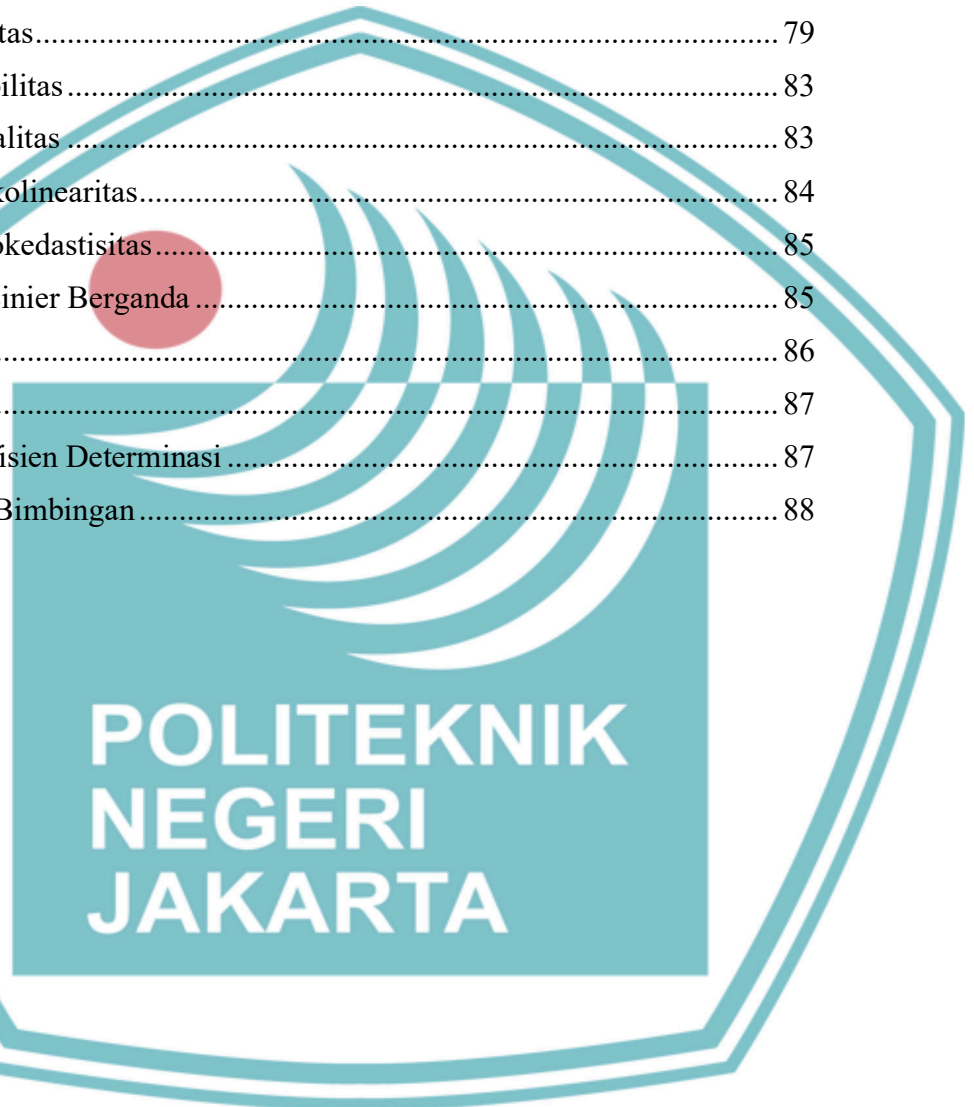 tas........ 79
bilitas........ 83
alitas........ 83
kolinearitas........ 84
okedastisitas........ 85
inier Berganda........ 85
........ 86
........ 87
isien Determinasi........ 87
Bimbingan........ 88
POLITEKNIK
NEGERI
JAKARTA